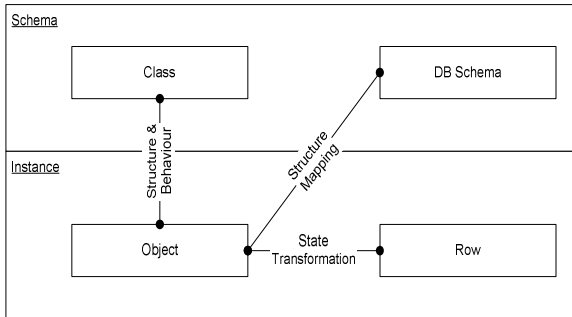 Schema
Class
DB Schema
Structure &
Behaviour
Structure
Mapping
Instance
Object
State
Transformation
Row